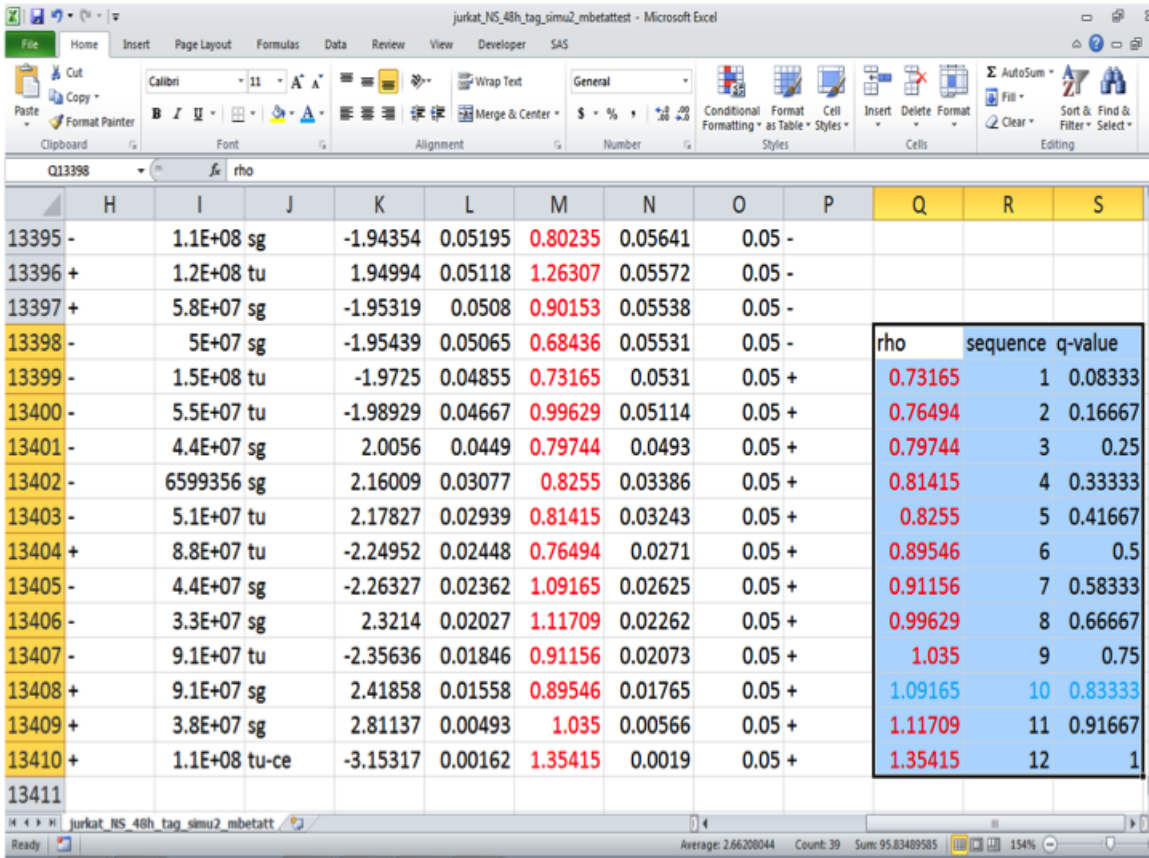 jurkat_NS_48h_tag_simu2_mbetattest - Microsoft Excel
File Home Insert Page Layout Formulas Data Review View Developer SAS
Cut
Copy
Format Painter
Paste
Calibri 11 A A
B I U A
Wrap Text
Merge & Center
General
$ % , .0 .00 .00 .0
Conditional Formatting
Format as Table
Cell Styles
Insert Delete Format
Σ AutoSum
Fill
Clear
Sort & Filter
Find & Select
Clipboard Font Alignment Number Styles Cells Editing
Q13398 fx rho
H I J K L M N O P Q R S
13395 - 1.1E+08 sg -1.94354 0.05195 0.80235 0.05641 0.05 -
13396 + 1.2E+08 tu 1.94994 0.05118 1.26307 0.05572 0.05 -
13397 + 5.8E+07 sg -1.95319 0.0508 0.90153 0.05538 0.05 -
13398 - 5E+07 sg -1.95439 0.05065 0.68436 0.05531 0.05 - rho sequence q-value
13399 - 1.5E+08 tu -1.9725 0.04855 0.73165 0.0531 0.05 + 0.73165 1 0.08333
13400 - 5.5E+07 tu -1.98929 0.04667 0.99629 0.05114 0.05 + 0.76494 2 0.16667
13401 - 4.4E+07 sg 2.0056 0.0449 0.79744 0.0493 0.05 + 0.79744 3 0.25
13402 - 6599356 sg 2.16009 0.03077 0.8255 0.03386 0.05 + 0.81415 4 0.33333
13403 - 5.1E+07 tu 2.17827 0.02939 0.81415 0.03243 0.05 + 0.8255 5 0.41667
13404 + 8.8E+07 tu -2.24952 0.02448 0.76494 0.0271 0.05 + 0.89546 6 0.5
13405 - 4.4E+07 sg -2.26327 0.02362 1.09165 0.02625 0.05 + 0.91156 7 0.58333
13406 - 3.3E+07 sg 2.3214 0.02027 1.11709 0.02262 0.05 + 0.99629 8 0.66667
13407 - 9.1E+07 tu -2.35636 0.01846 0.91156 0.02073 0.05 + 1.035 9 0.75
13408 + 9.1E+07 sg 2.41858 0.01558 0.89546 0.01765 0.05 + 1.09165 10 0.83333
13409 + 3.8E+07 sg 2.81137 0.00493 1.035 0.00566 0.05 + 1.11709 11 0.91667
13410 + 1.1E+08 tu-ce -3.15317 0.00162 1.35415 0.0019 0.05 + 1.35415 12 1
13411
jurkat_NS_48h_tag_simu2_mbetatt
Ready Average: 2.66208044 Count: 39 Sum: 95.83489585 154%